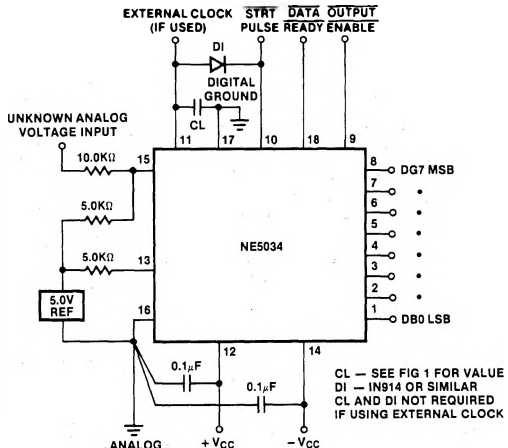 EXTERNAL CLOCK
(IF USED)
STRT
PULSE
DATA
READY
OUTPUT
ENABLE
DI
DIGITAL
GROUND
CL
UNKNOWN ANALOG
VOLTAGE INPUT
11
17
10
18
9
10.0KΩ
15
8
DG7 MSB
7
5.0KΩ
6
5
5.0KΩ
NE5034
4
13
3
5.0V
REF
2
16
1
DB0 LSB
12
14
0.1µF
0.1µF
CL — SEE FIG 1 FOR VALUE
DI — IN914 OR SIMILAR
CL AND DI NOT REQUIRED
IF USING EXTERNAL CLOCK
ANALOG
+VCC
−VCC